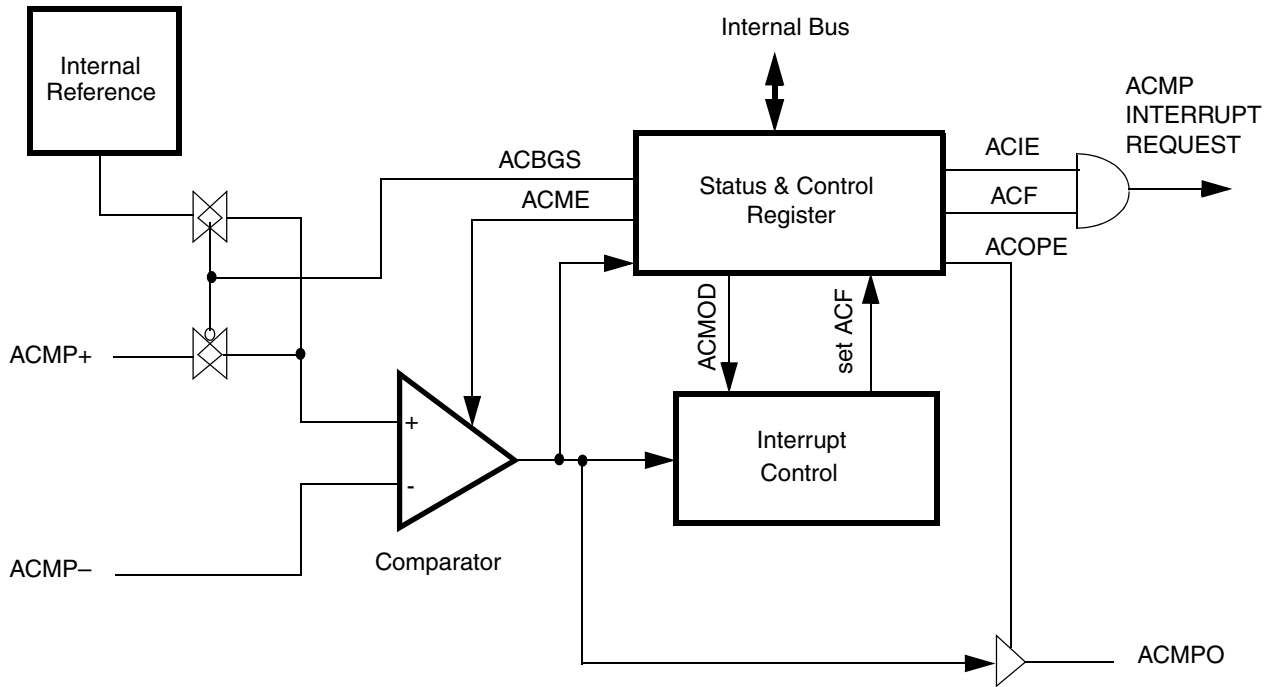 Internal Bus
Internal
Reference
ACMP
INTERRUPT
REQUEST
ACBGS
ACME
Status & Control
Register
ACIE
ACF
ACOPE
ACMOD
set ACF
ACMP+
+
-
Interrupt
Control
Comparator
ACMP–
ACMPO